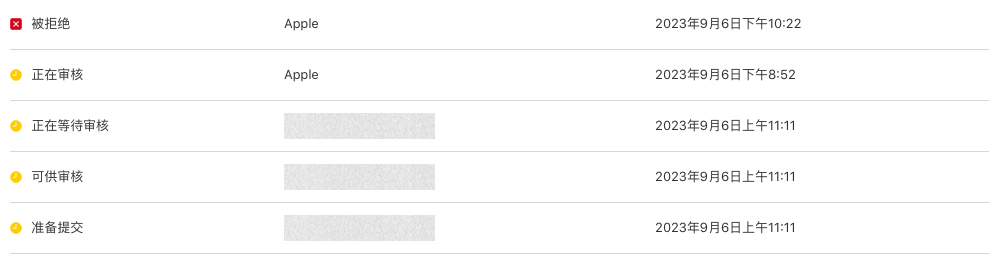 被拒绝 Apple 2023年9月6日下午10:22
正在审核 Apple 2023年9月6日下午8:52
正在等待审核 2023年9月6日上午11:11
可供审核 2023年9月6日上午11:11
准备提交 2023年9月6日上午11:11